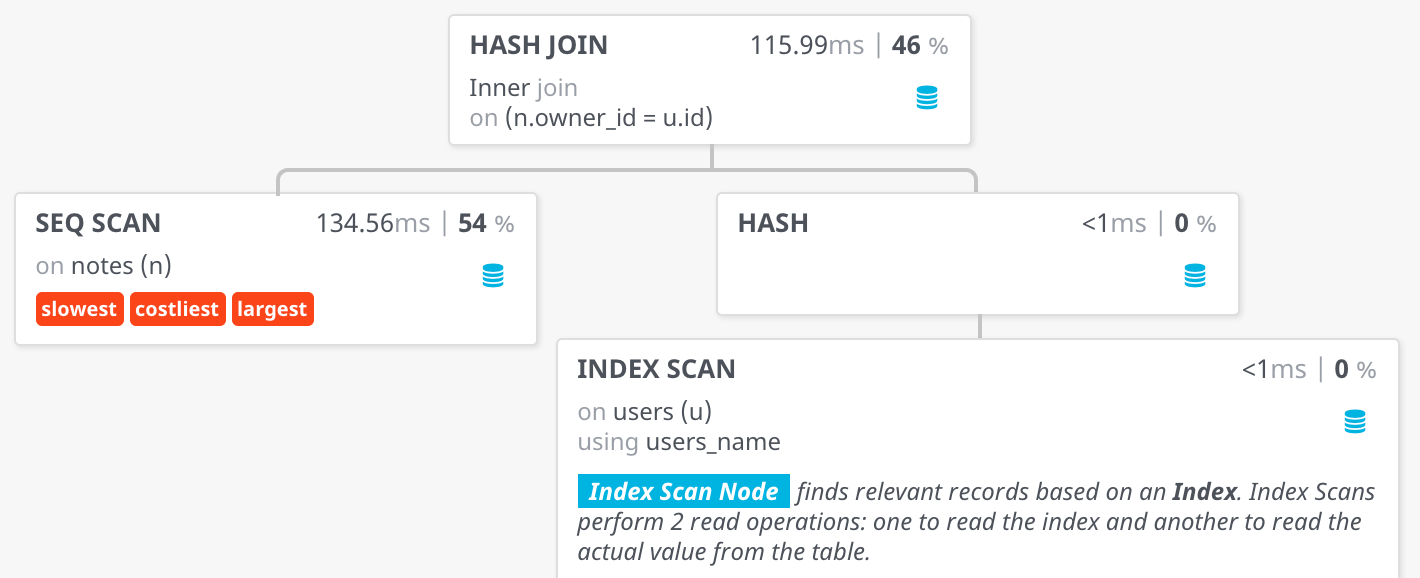 HASH JOIN 115.99ms | 46 %
Inner join
on (n.owner_id = u.id)
SEQ SCAN 134.56ms | 54 %
on notes (n)
slowest costliest largest
HASH <1ms | 0 %
INDEX SCAN <1ms | 0 %
on users (u)
using users_name
Index Scan Node finds relevant records based on an Index. Index Scans
perform 2 read operations: one to read the index and another to read the
actual value from the table.